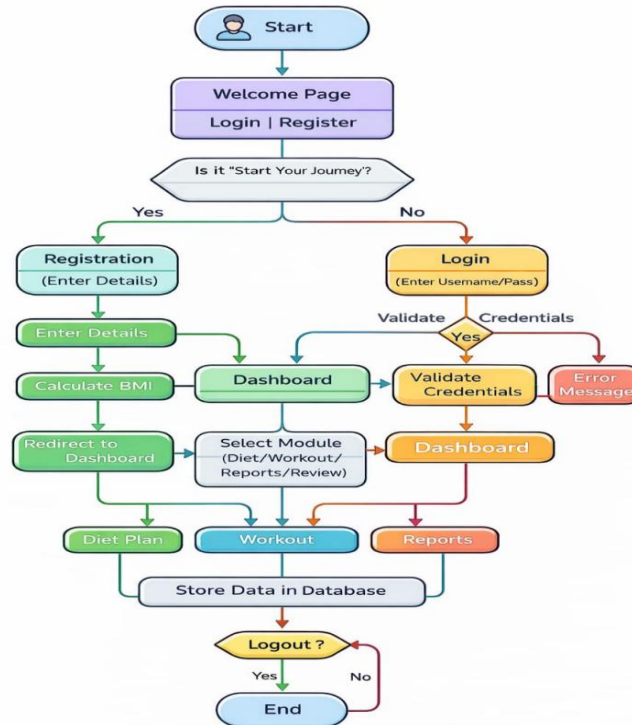 Start
Welcome Page
Login | Register
Is it "Start Your Journey'?
Yes
No
Registration
(Enter Details)
Login
(Enter Username/Pass)
Validate
Credentials
Yes
Enter Details
Calculate BMI
Dashboard
Validate
Credentials
Error
Message
Redirect to
Dashboard
Select Module
(Diet/Workout/
Reports/Review)
Dashboard
Diet Plan
Workout
Reports
Store Data in Database
Logout ?
Yes
No
End